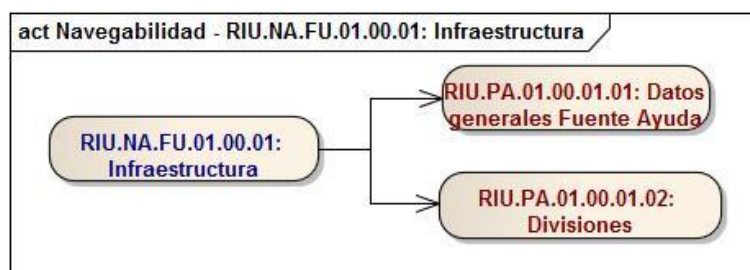 act Navegabilidad - RIU.NA.FU.01.00.01: Infraestructura
RIU.NA.FU.01.00.01:
Infraestructura
RIU.PA.01.00.01.01: Datos
generales Fuente Ayuda
RIU.PA.01.00.01.02:
Divisiones